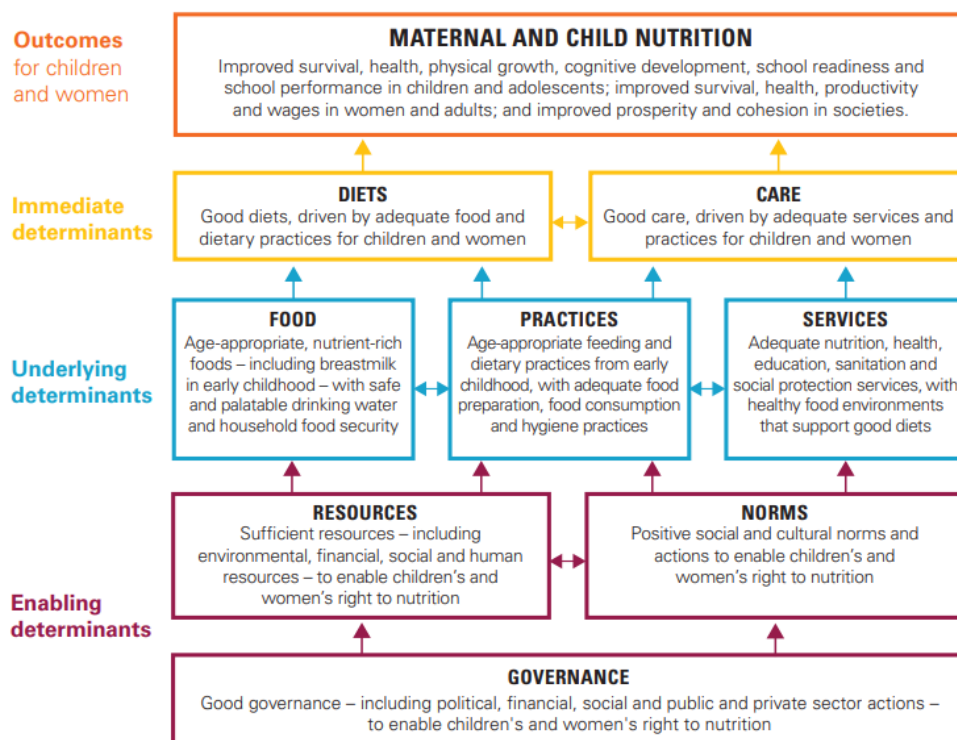 Outcomes
for children
and women
MATERNAL AND CHILD NUTRITION
Improved survival, health, physical growth, cognitive development, school readiness and
school performance in children and adolescents; improved survival, health, productivity
and wages in women and adults; and improved prosperity and cohesion in societies.
Immediate
determinants
DIETS
Good diets, driven by adequate food and
dietary practices for children and women
CARE
Good care, driven by adequate services and
practices for children and women
Underlying
determinants
FOOD
Age-appropriate, nutrient-rich
foods – including breastmilk
in early childhood – with safe
and palatable drinking water
and household food security
PRACTICES
Age-appropriate feeding and
dietary practices from early
childhood, with adequate food
preparation, food consumption
and hygiene practices
SERVICES
Adequate nutrition, health,
education, sanitation and
social protection services, with
healthy food environments
that support good diets
Enabling
determinants
RESOURCES
Sufficient resources – including
environmental, financial, social and human
resources – to enable children’s and
women’s right to nutrition
NORMS
Positive social and cultural norms and
actions to enable children’s and
women’s right to nutrition
GOVERNANCE
Good governance – including political, financial, social and public and private sector actions –
to enable children's and women's right to nutrition